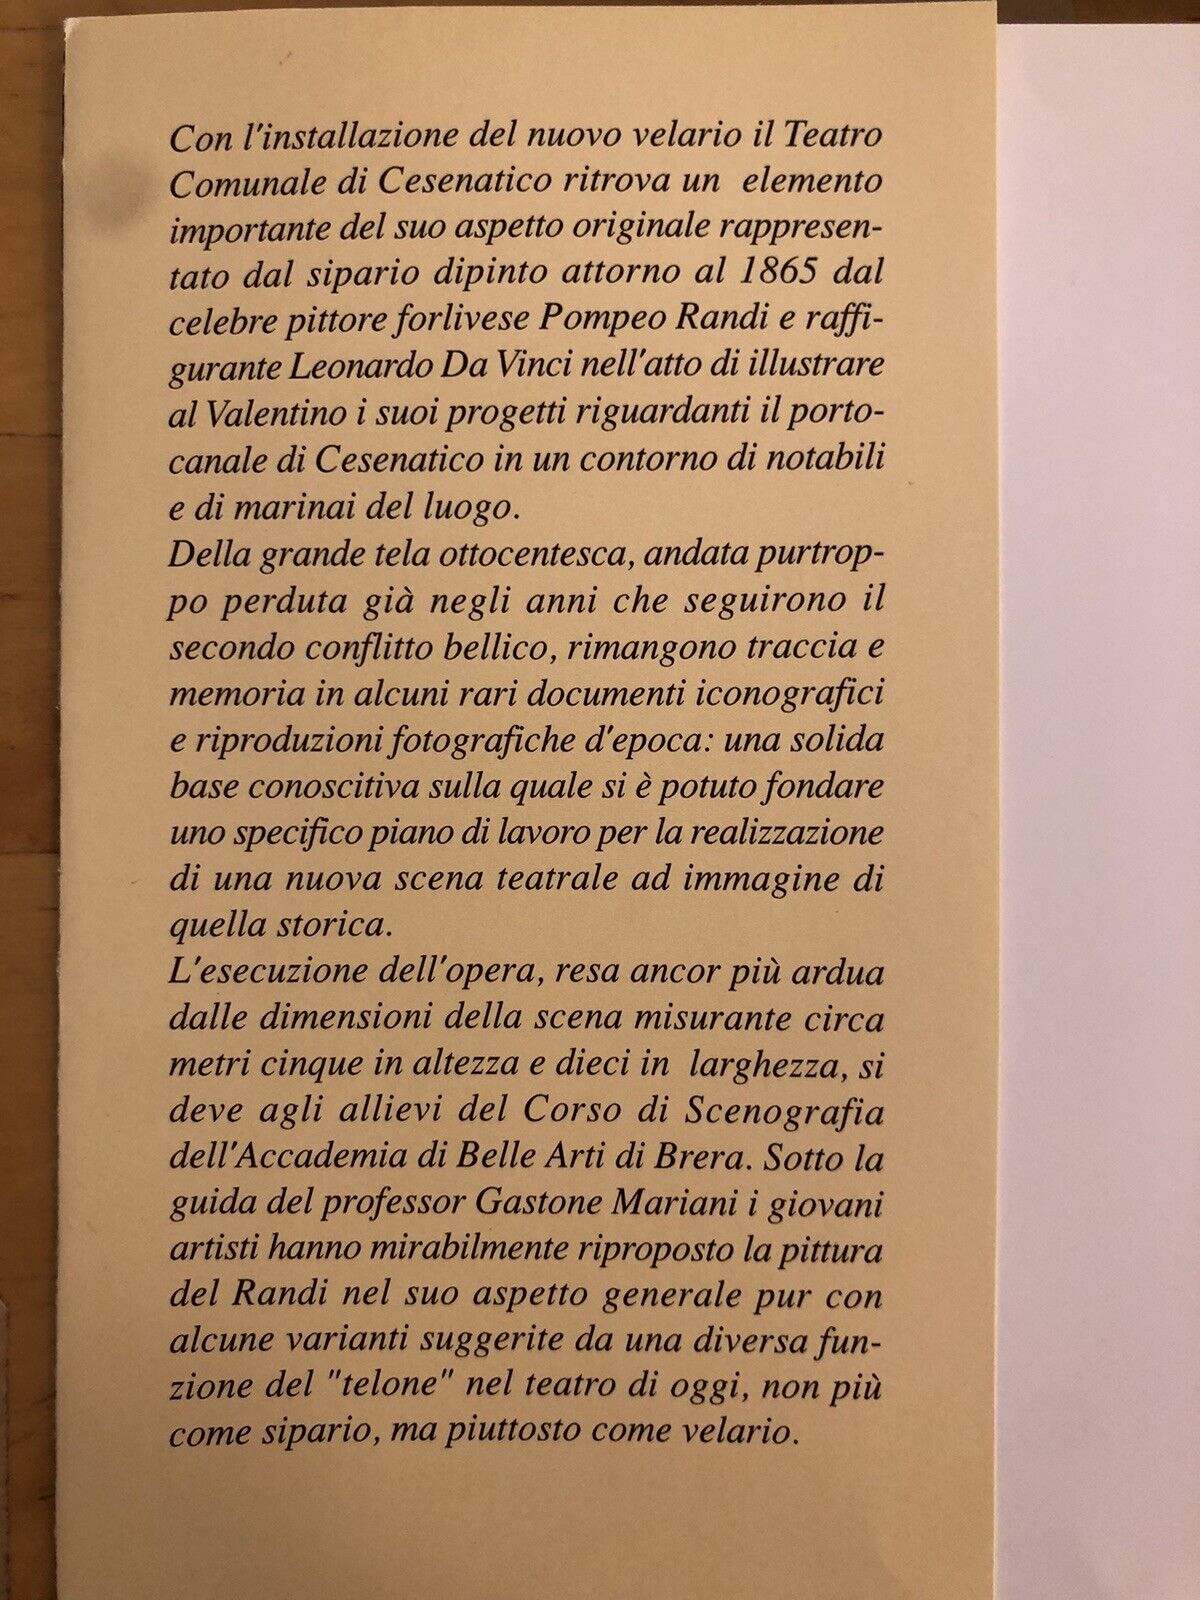 Con l'installazione del nuovo velario il Teatro
Comunale di Cesenatico ritrova un elemento
importante del suo aspetto originale rappresen-
tato dal sipario dipinto attorno al 1865 dal
celebre pittore forlivese Pompeo Randi e raffi-
gurante Leonardo Da Vinci nell'atto di illustrare
al Valentino i suoi progetti riguardanti il porto-
canale di Cesenatico in un contorno di notabili
e di marinai del luogo.
Della grande tela ottocentesca, andata purtrop-
po perduta già negli anni che seguirono il
secondo conflitto bellico, rimangono traccia e
memoria in alcuni rari documenti iconografici
e riproduzioni fotografiche d'epoca: una solida
base conoscitiva sulla quale si è potuto fondare
uno specifico piano di lavoro per la realizzazione
di una nuova scena teatrale ad immagine di
quella storica.
L'esecuzione dell'opera, resa ancor più ardua
dalle dimensioni della scena misurante circa
metri cinque in altezza e dieci in larghezza, si
deve agli allievi del Corso di Scenografia
dell'Accademia di Belle Arti di Brera. Sotto la
guida del professor Gastone Mariani i giovani
artisti hanno mirabilmente riproposto la pittura
del Randi nel suo aspetto generale pur con
alcune varianti suggerite da una diversa fun-
zione del "telone" nel teatro di oggi, non più
come sipario, ma piuttosto come velario.